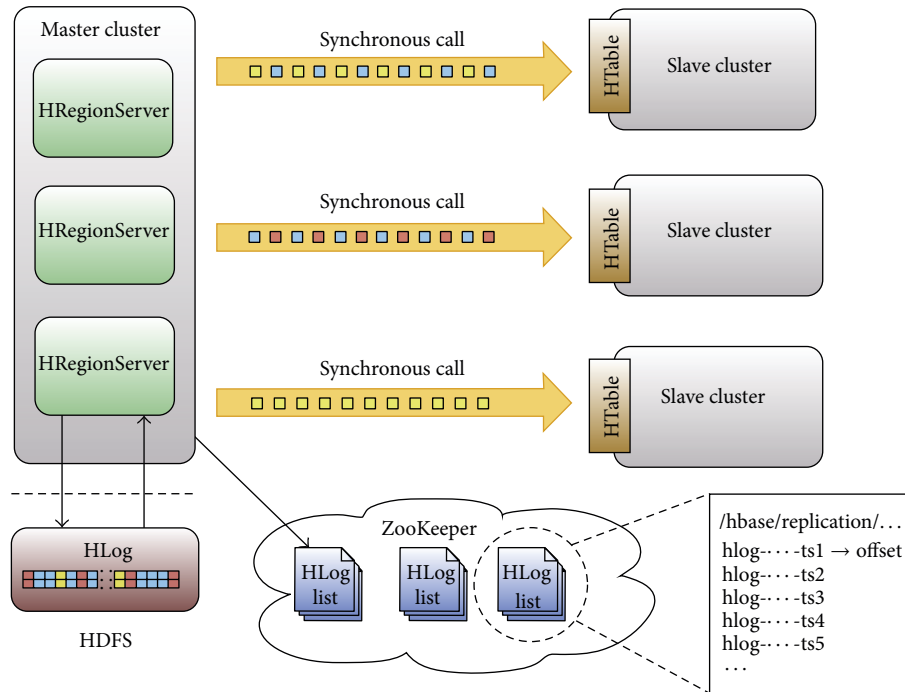 Master cluster
HRegionServer
HRegionServer
HRegionServer
Synchronous call
HTable
Slave cluster
Synchronous call
HTable
Slave cluster
Synchronous call
HTable
Slave cluster
HLog
HDFS
ZooKeeper
HLog
list
HLog
list
HLog
list
/hbase/replication/...
hlog-····-ts1 → offset
hlog-····-ts2
hlog-····-ts3
hlog-····-ts4
hlog-····-ts5
...